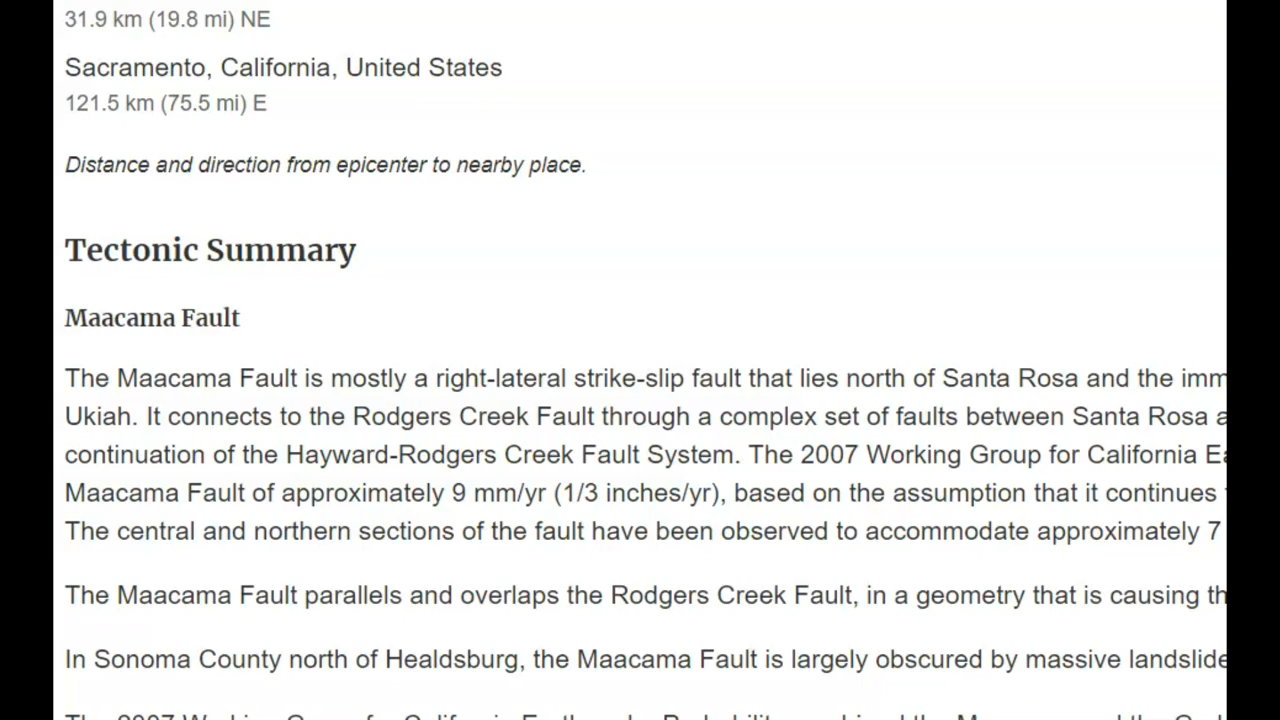 31.9 km (19.8 mi) NE
Sacramento, California, United States
121.5 km (75.5 mi) E
Distance and direction from epicenter to nearby place.
Tectonic Summary
Maacama Fault
The Maacama Fault is mostly a right-lateral strike-slip fault that lies north of Santa Rosa and the imm
Ukiah. It connects to the Rodgers Creek Fault through a complex set of faults between Santa Rosa a
continuation of the Hayward-Rodgers Creek Fault System. The 2007 Working Group for California Ea
Maacama Fault of approximately 9 mm/yr (1/3 inches/yr), based on the assumption that it continues
The central and northern sections of the fault have been observed to accommodate approximately 7
The Maacama Fault parallels and overlaps the Rodgers Creek Fault, in a geometry that is causing th
In Sonoma County north of Healdsburg, the Maacama Fault is largely obscured by massive landslide
The 2007 Working Group for California Earthquake